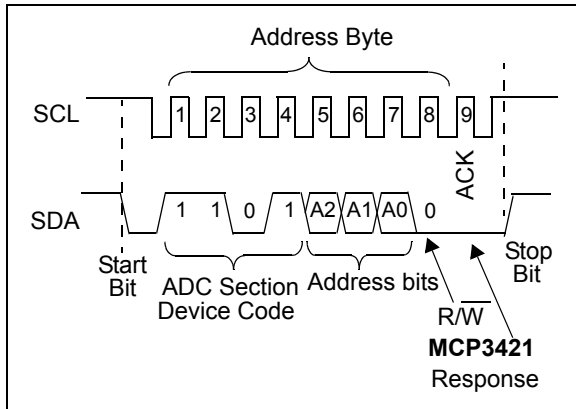 Address Byte
SCL 1 2 3 4 5 6 7 8 9
ACK
SDA 1 1 0 1 A2 A1 A0 0
Start Bit
ADC Section Device Code
Address bits
Stop Bit
R/W
MCP3421
Response